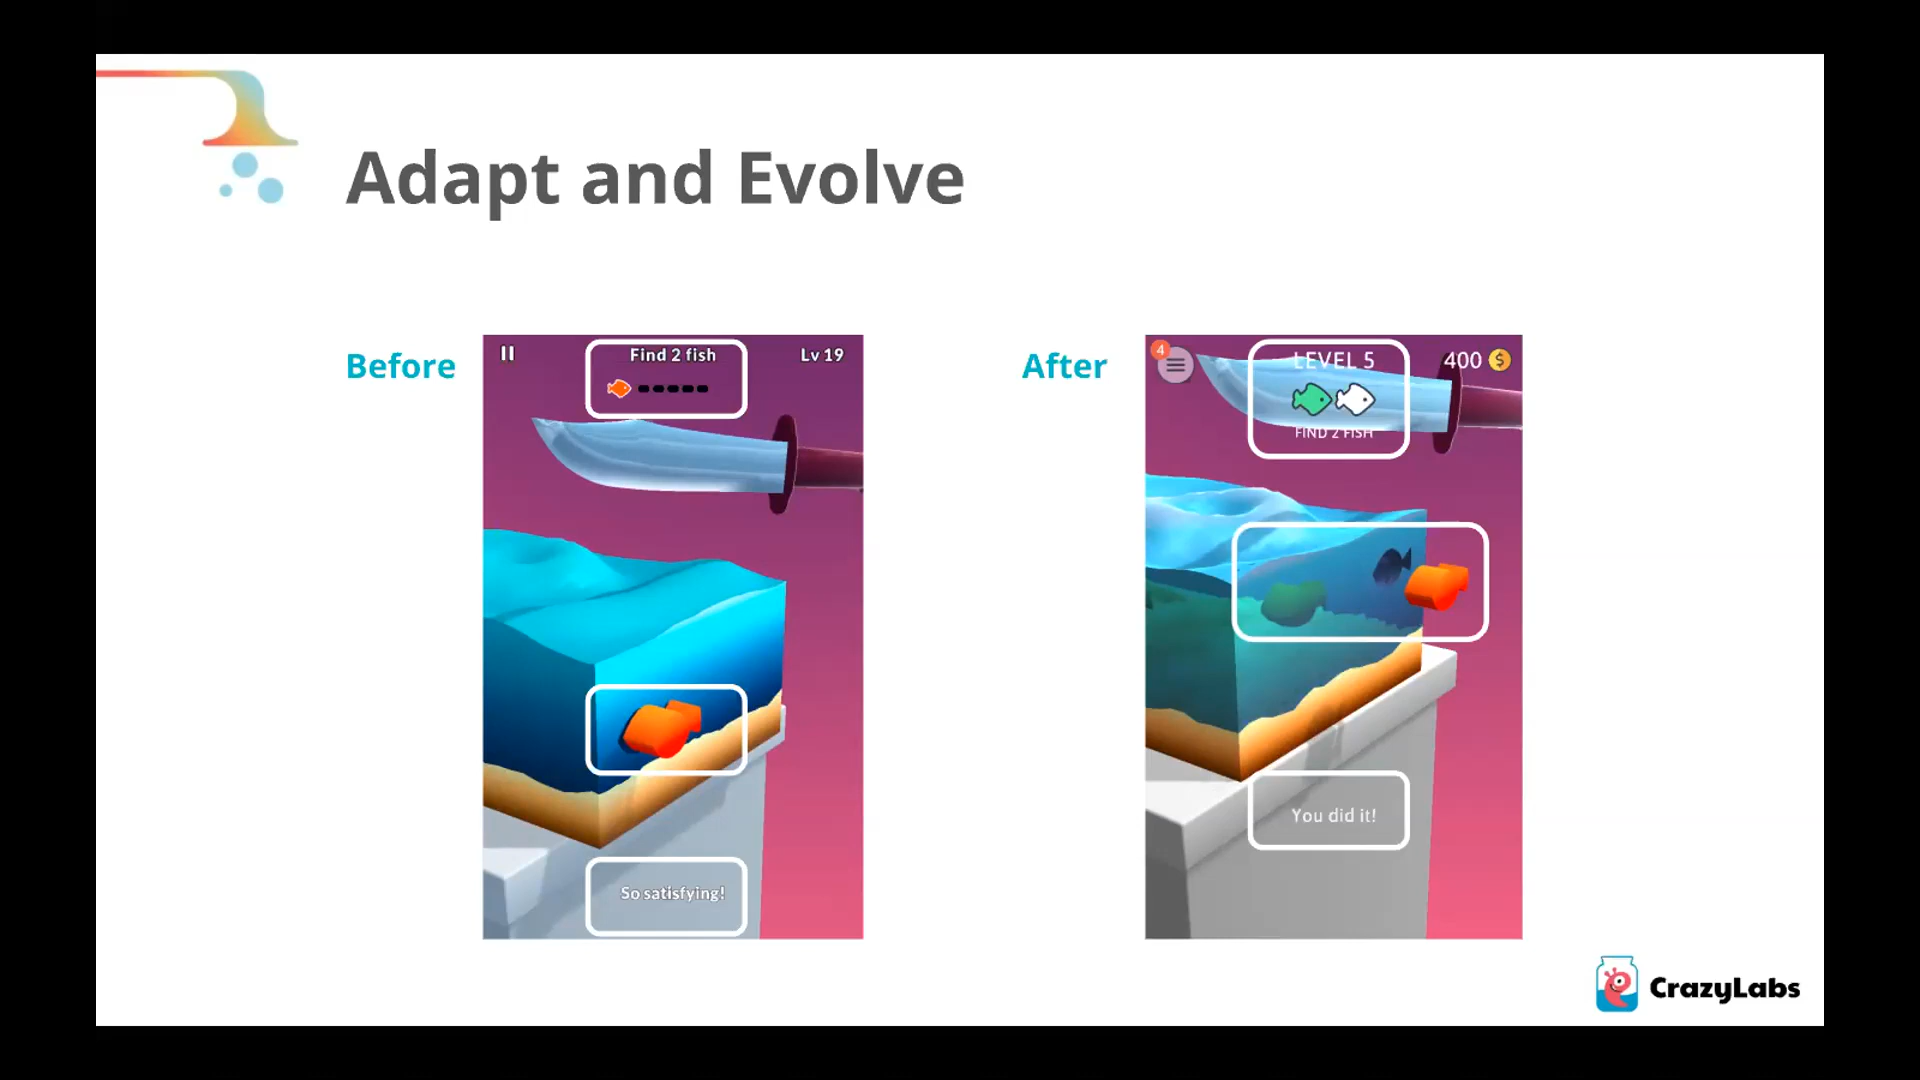 Adapt and Evolve
Before
Find 2 fish
Lv 19
So satisfying!
After
4
LEVEL 5
400
$
FIND 2 FISH
You did it!
CrazyLabs